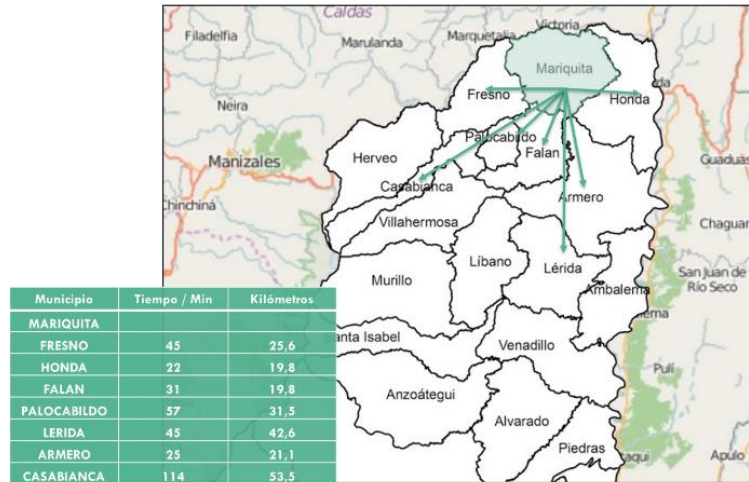 Caldas
Victoria
Filadelfia
Marulanda
Marquetalia
Mariquita
Fresno
Honda
Neira
Palocabildo
Herveo
Falan
Manizales
Guaduas
Casabianca
Armero
Chinchiná
Villahermosa
Chaguan
Líbano
Lérida
San Juan de
Río Seco
Murillo
Ambalema
Santa Isabel
Venadillo
Pulí
Anzoátegui
Alvarado
Piedras
Apulo
Municipio Tiempo / Min Kilómetros
MARIQUITA
FRESNO 45 25,6
HONDA 22 19,8
FALAN 31 19,8
PALOCABILDO 57 31,5
LERIDA 45 42,6
ARMERO 25 21,1
CASABIANCA 114 53,5